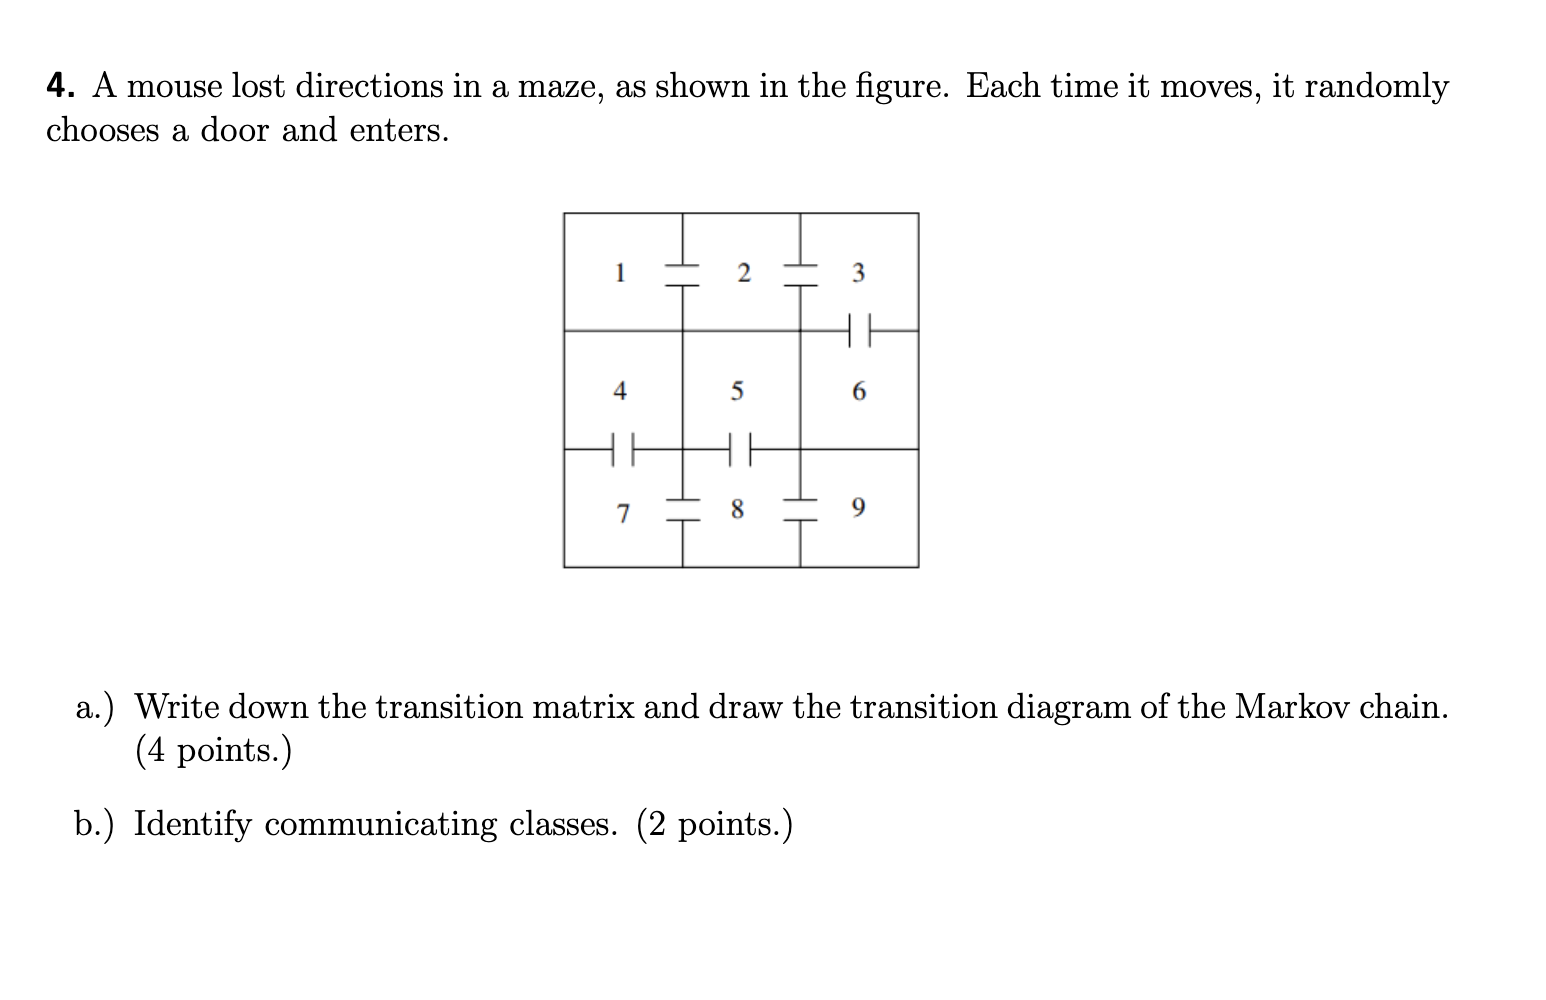 4. A mouse lost directions in a maze, as shown in the figure. Each time it moves, it randomly
chooses a door and enters.
1 2 3
4 5 6
7 8 9
a.) Write down the transition matrix and draw the transition diagram of the Markov chain.
(4 points.)
b.) Identify communicating classes. (2 points.)